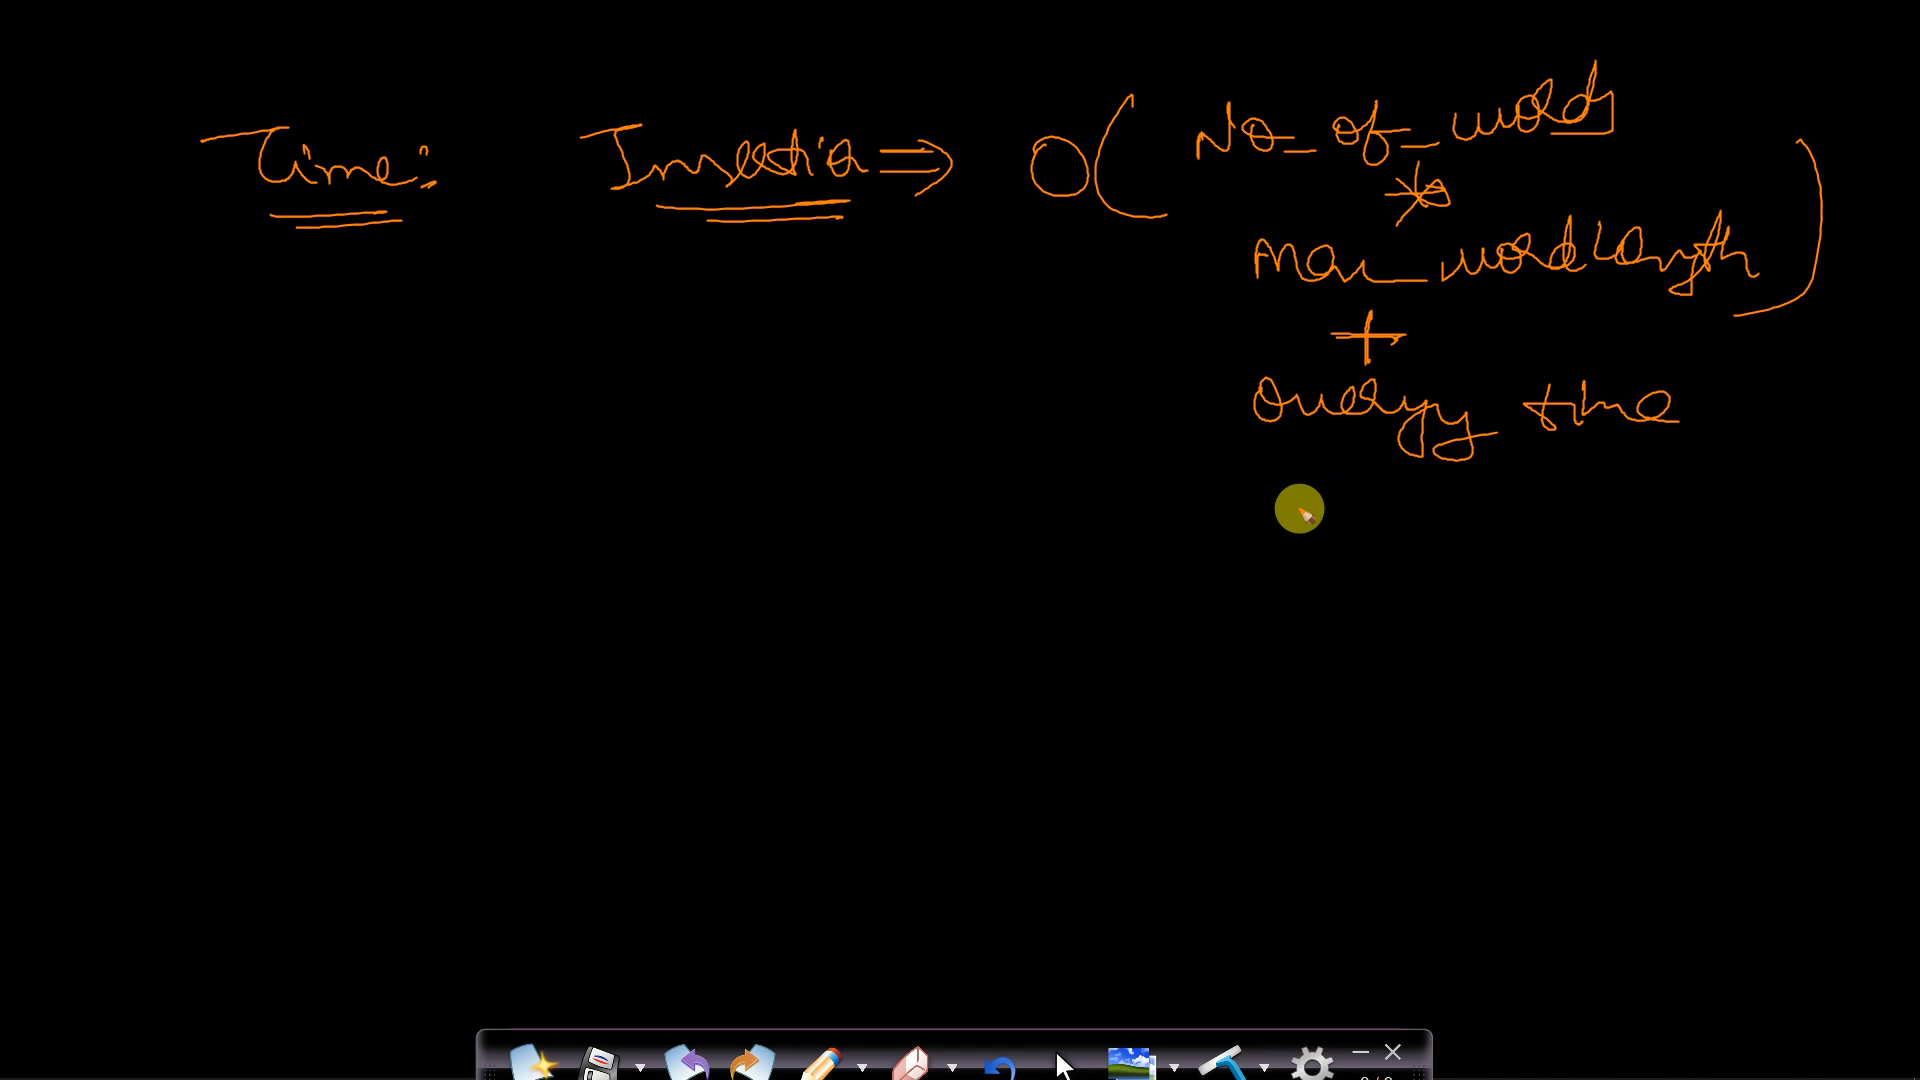 Time: Insertion ⇒ O( No_of_words
*
Max_wordLength )
+
Query time